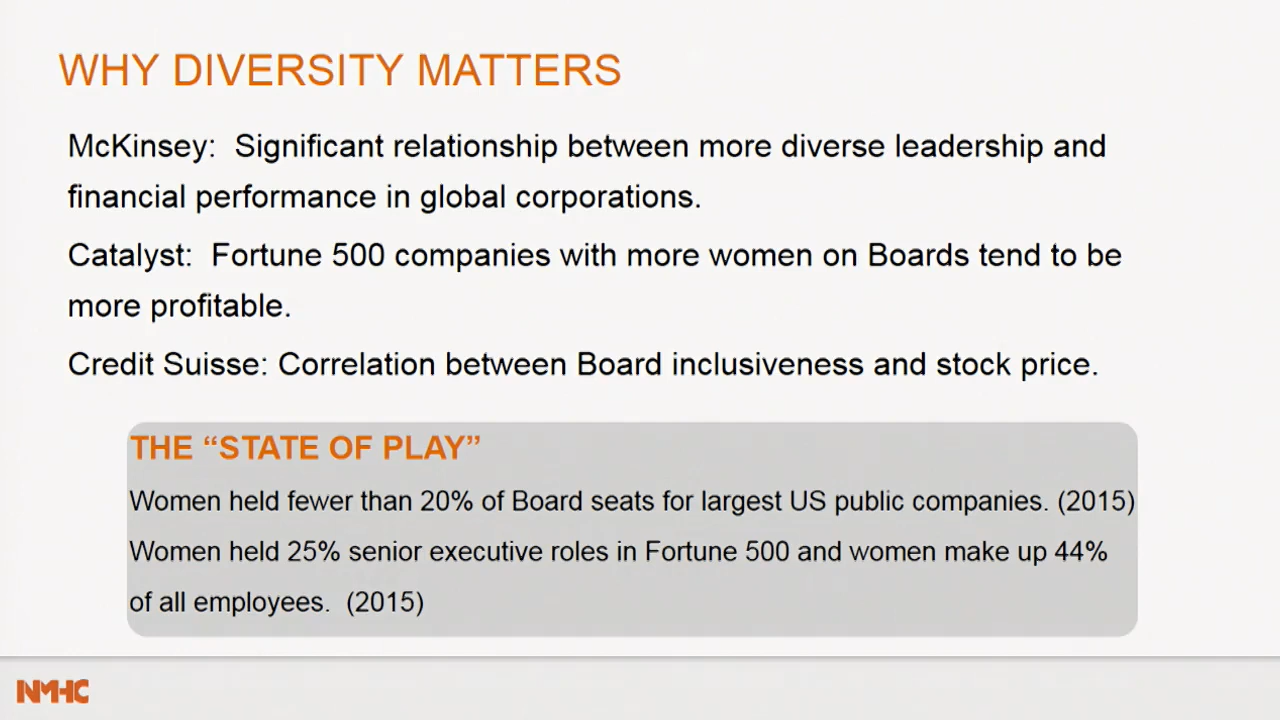 WHY DIVERSITY MATTERS
McKinsey:  Significant relationship between more diverse leadership and
financial performance in global corporations.
Catalyst:  Fortune 500 companies with more women on Boards tend to be
more profitable.
Credit Suisse: Correlation between Board inclusiveness and stock price.
THE “STATE OF PLAY”
Women held fewer than 20% of Board seats for largest US public companies. (2015)
Women held 25% senior executive roles in Fortune 500 and women make up 44%
of all employees.  (2015)
NMHC